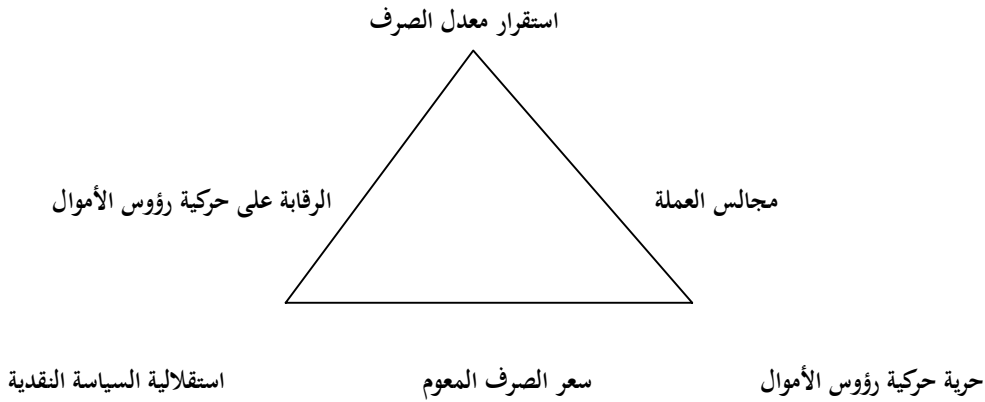 استقرار معدل الصرف
مجالس العملة
الرقابة على حركية رؤوس الأموال
حرية حركية رؤوس الأموال
سعر الصرف المعوم
استقلالية السياسة النقدية